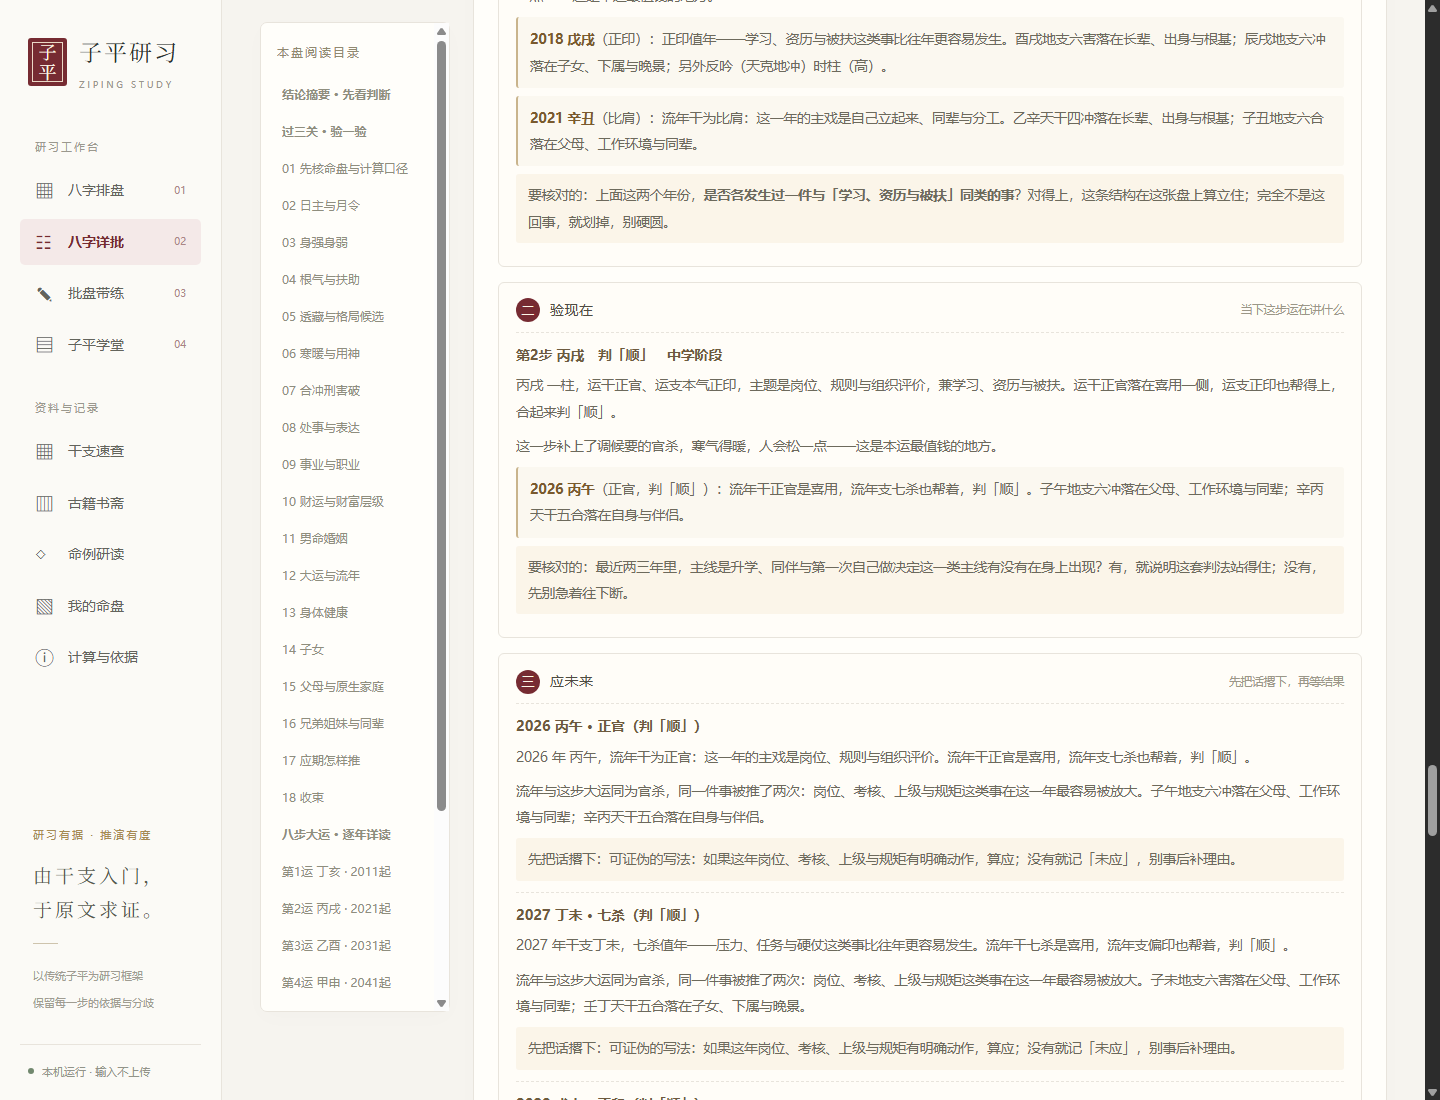 子平
子平研习
ZIPING STUDY
研习工作台
八字排盘 01
八字详批 02
批盘带练 03
子平学堂 04
资料与记录
干支速查
古籍书斋
命例研读
我的命盘
计算与依据
研习有据 · 推演有度
由干支入门，
于原文求证。
以传统子平为研习框架
保留每一步的依据与分歧
本机运行 · 输入不上传
本盘阅读目录
结论摘要 • 先看判断
过三关 • 验一验
01 先核命盘与计算口径
02 日主与月令
03 身强身弱
04 根气与扶助
05 透藏与格局候选
06 寒暖与用神
07 合冲刑害破
08 处事与表达
09 事业与职业
10 财运与财富层级
11 男命婚姻
12 大运与流年
13 身体健康
14 子女
15 父母与原生家庭
16 兄弟姐妹与同辈
17 应期怎样推
18 收束
八步大运 • 逐年详读
第1运 丁亥 · 2011起
第2运 丙戌 · 2021起
第3运 乙酉 · 2031起
第4运 甲申 · 2041起
2018 戊戌（正印）：正印值年——学习、资历与被扶这类事比往年更容易发生。酉戌地支六害落在长辈、出身与根基；辰戌地支六冲
落在子女、下属与晚景；另外反吟（天克地冲）时柱（高）。
2021 辛丑（比肩）：流年干为比肩：这一年的主戏是自己立起来、同辈与分工。乙辛天干四冲落在长辈、出身与根基；子丑地支六合
落在父母、工作环境与同辈。
要核对的：上面这两个年份，是否各发生过一件与「学习、资历与被扶」同类的事？对得上，这条结构在这张盘上算立住；完全不是这
回事，就划掉，别硬圆。
二 验现在 当下这步运在讲什么
第2步 丙戌 判「顺」 中学阶段
丙戌 一柱，运干正官、运支本气正印，主题是岗位、规则与组织评价，兼学习、资历与被扶。运干正官落在喜用一侧，运支正印也帮得上，
合起来判「顺」。
这一步补上了调候要的官杀，寒气得暖，人会松一点——这是本运最值钱的地方。
2026 丙午（正官，判「顺」）：流年干正官是喜用，流年支七杀也帮着，判「顺」。子午地支六冲落在父母、工作环境与同辈；辛丙
天干五合落在自身与伴侣。
要核对的：最近两三年里，主线是升学、同伴与第一次自己做决定这一类主线有没有在身上出现？有，就说明这套判法站得住；没有，
先别急着往下断。
三 应未来 先把话撂下，再等结果
2026 丙午 • 正官（判「顺」）
2026 年 丙午，流年干为正官：这一年的主戏是岗位、规则与组织评价。流年干正官是喜用，流年支七杀也帮着，判「顺」。
流年与这步大运同为官杀，同一件事被推了两次：岗位、考核、上级与规矩这类事在这一年最容易被放大。子午地支六冲落在父母、工作环
境与同辈；辛丙天干五合落在自身与伴侣。
先把话撂下：可证伪的写法：如果这年岗位、考核、上级与规矩有明确动作，算应；没有就记「未应」，别事后补理由。
2027 丁未 • 七杀（判「顺」）
2027 年干支丁未，七杀值年——压力、任务与硬仗这类事比往年更容易发生。流年干七杀是喜用，流年支偏印也帮着，判「顺」。
流年与这步大运同为官杀，同一件事被推了两次：岗位、考核、上级与规矩这类事在这一年最容易被放大。子未地支六害落在父母、工作环
境与同辈；壬丁天干五合落在子女、下属与晚景。
先把话撂下：可证伪的写法：如果这年岗位、考核、上级与规矩有明确动作，算应；没有就记「未应」，别事后补理由。